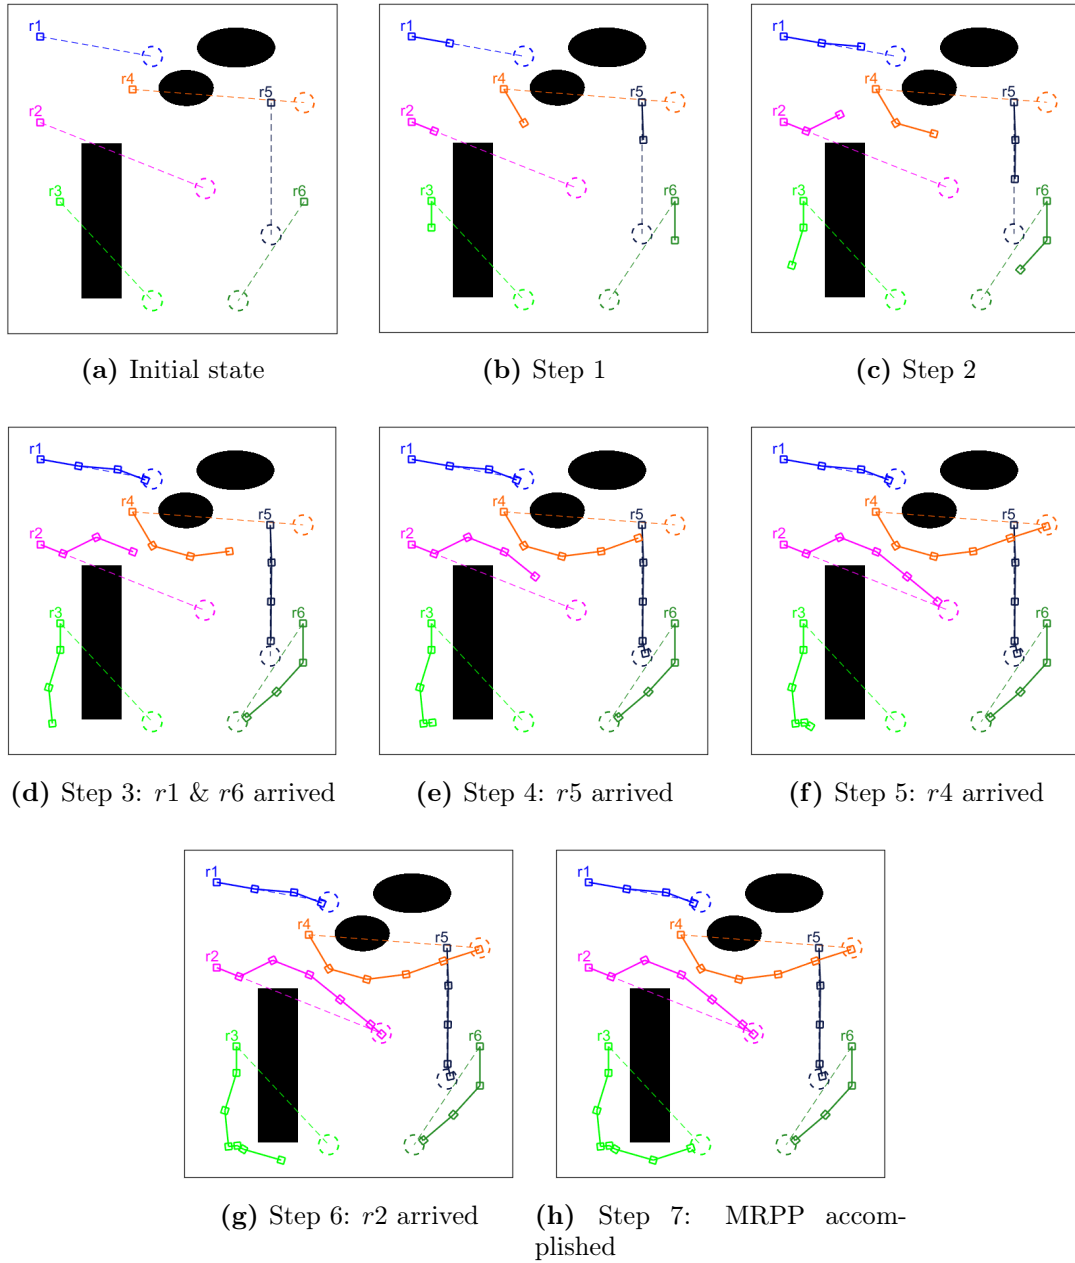 r1
r4
r5
r2
r3
r6
r1
r4
r5
r2
r3
r6
r1
r4
r5
r2
r3
r6
(a) Initial state
(b) Step 1
(c) Step 2
r1
r4
r5
r2
r3
r6
r1
r4
r5
r2
r3
r6
r1
r4
r5
r2
r3
r6
(d) Step 3: r1 & r6 arrived
(e) Step 4: r5 arrived
(f) Step 5: r4 arrived
r1
r4
r5
r2
r3
r6
r1
r4
r5
r2
r3
r6
(g) Step 6: r2 arrived
(h) Step 7: MRPP accom-
plished